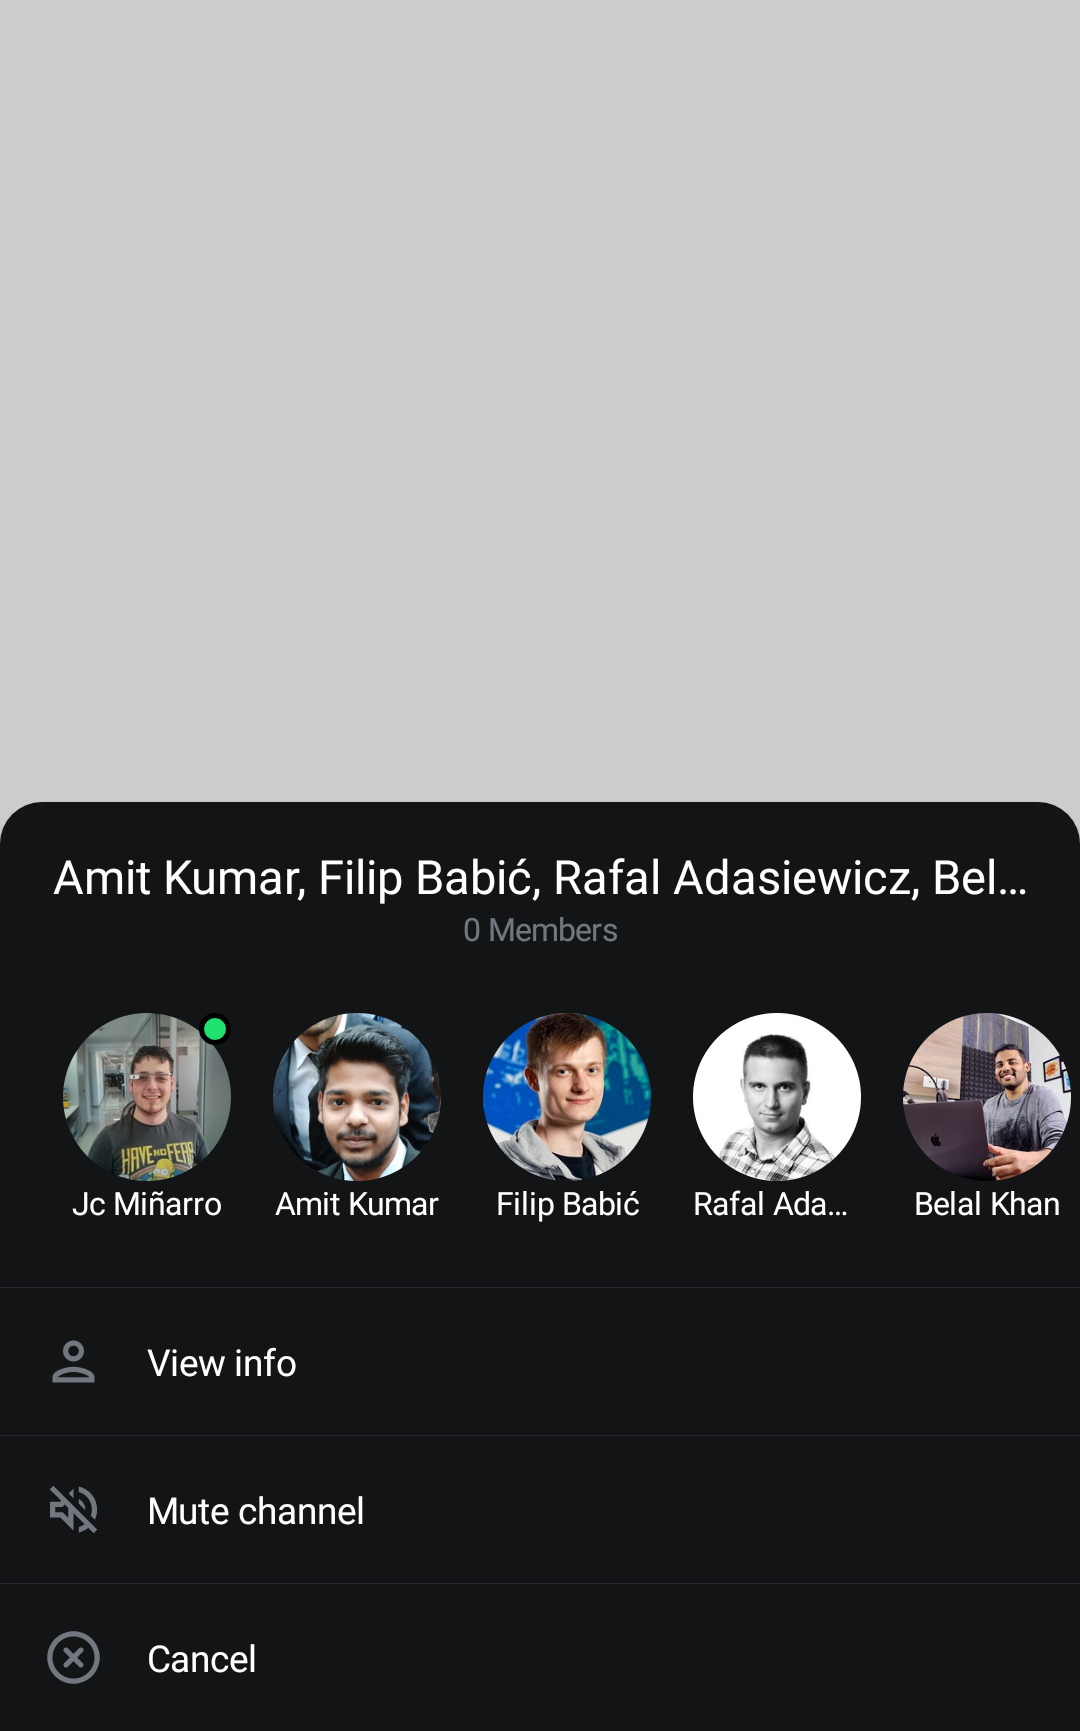 Amit Kumar, Filip Babić, Rafal Adasiewicz, Bel...
0 Members
HAVE NO FEAR
Jc Miñarro
Amit Kumar
Filip Babić
Rafal Ada...
Belal Khan
View info
Mute channel
Cancel